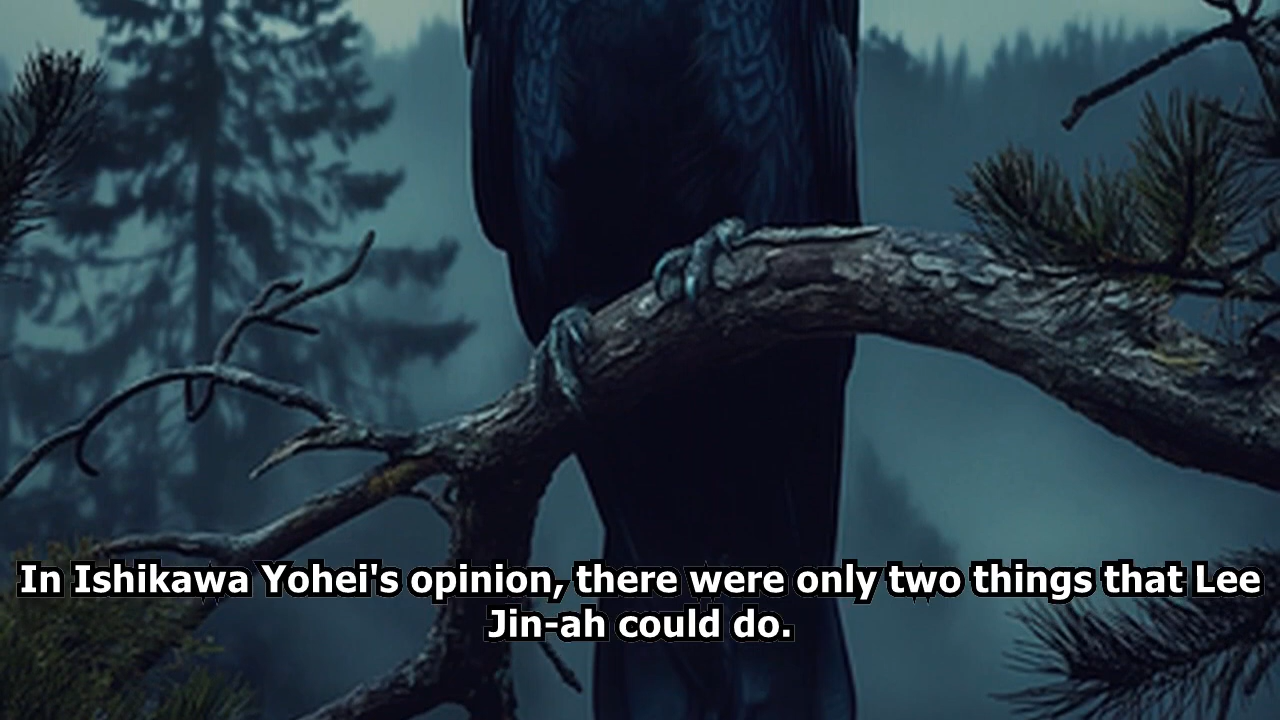 In Ishikawa Yohei's opinion, there were only two things that Lee
Jin-ah could do.